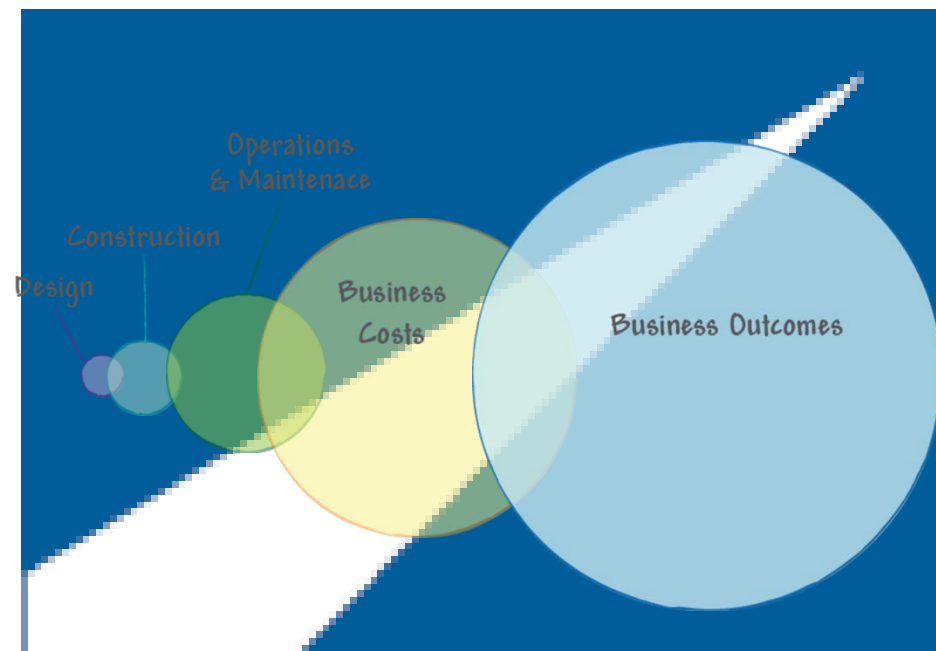 Operations
& Maintenace
Construction
Design
Business
Costs
Business Outcomes